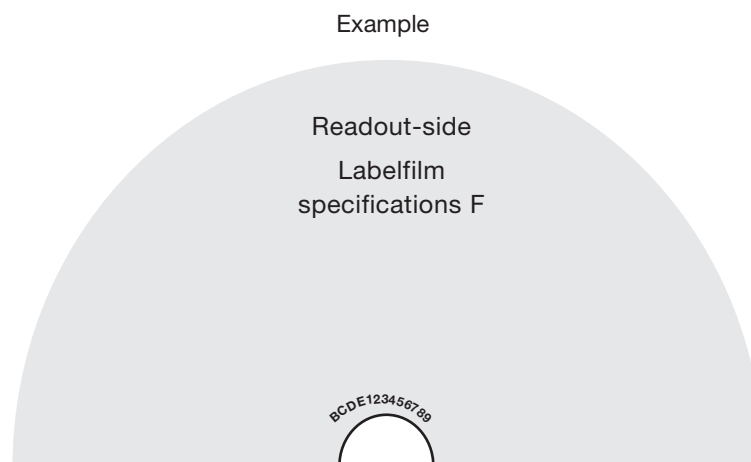 Example
Readout-side
Labelfilm
specifications F
BCDE123456789